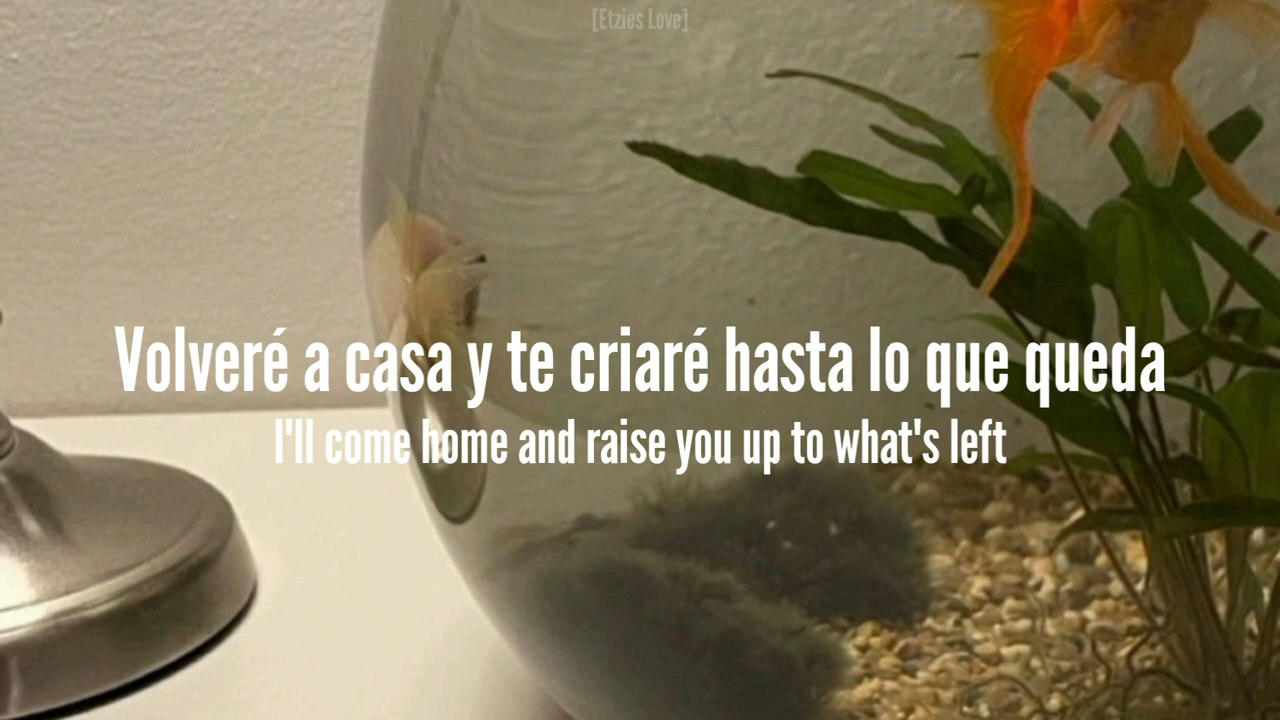 [Etzies Love]
Volveré a casa y te criaré hasta lo que queda
I'll come home and raise you up to what's left